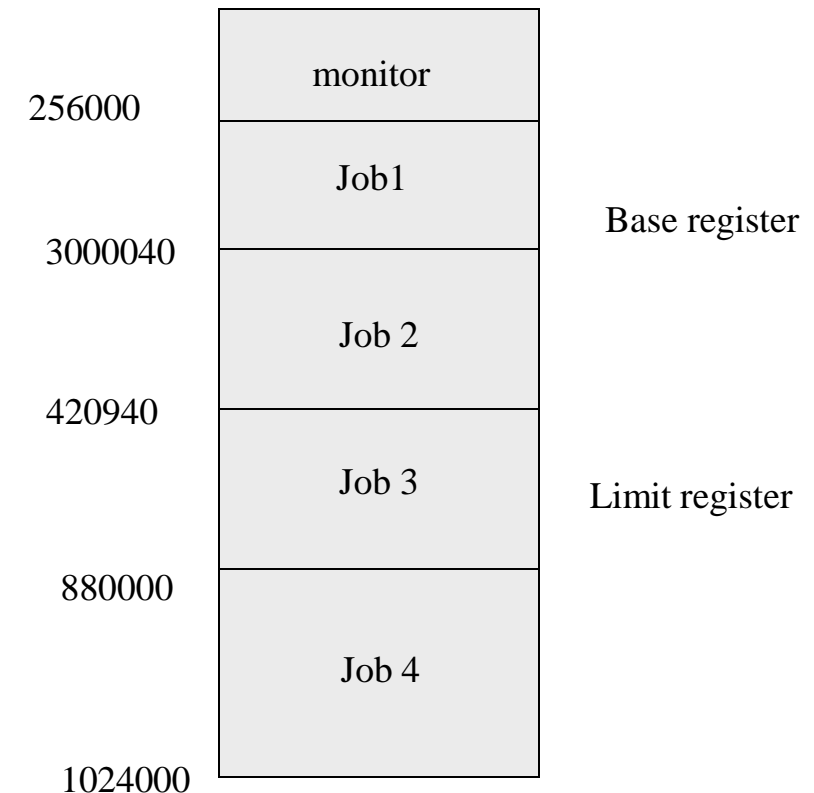 monitor
256000
Job1
Base register
3000040
Job 2
420940
Job 3
Limit register
880000
Job 4
1024000